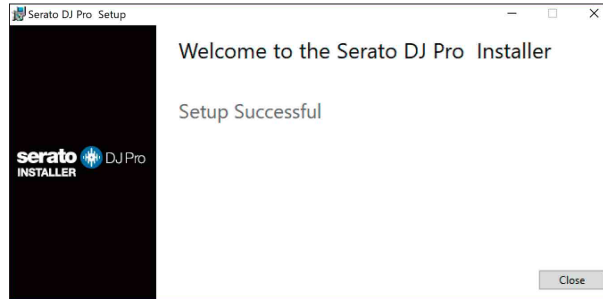 Serato DJ Pro Setup
Welcome to the Serato DJ Pro Installer
Setup Successful
serato DJ Pro
INSTALLER
Close